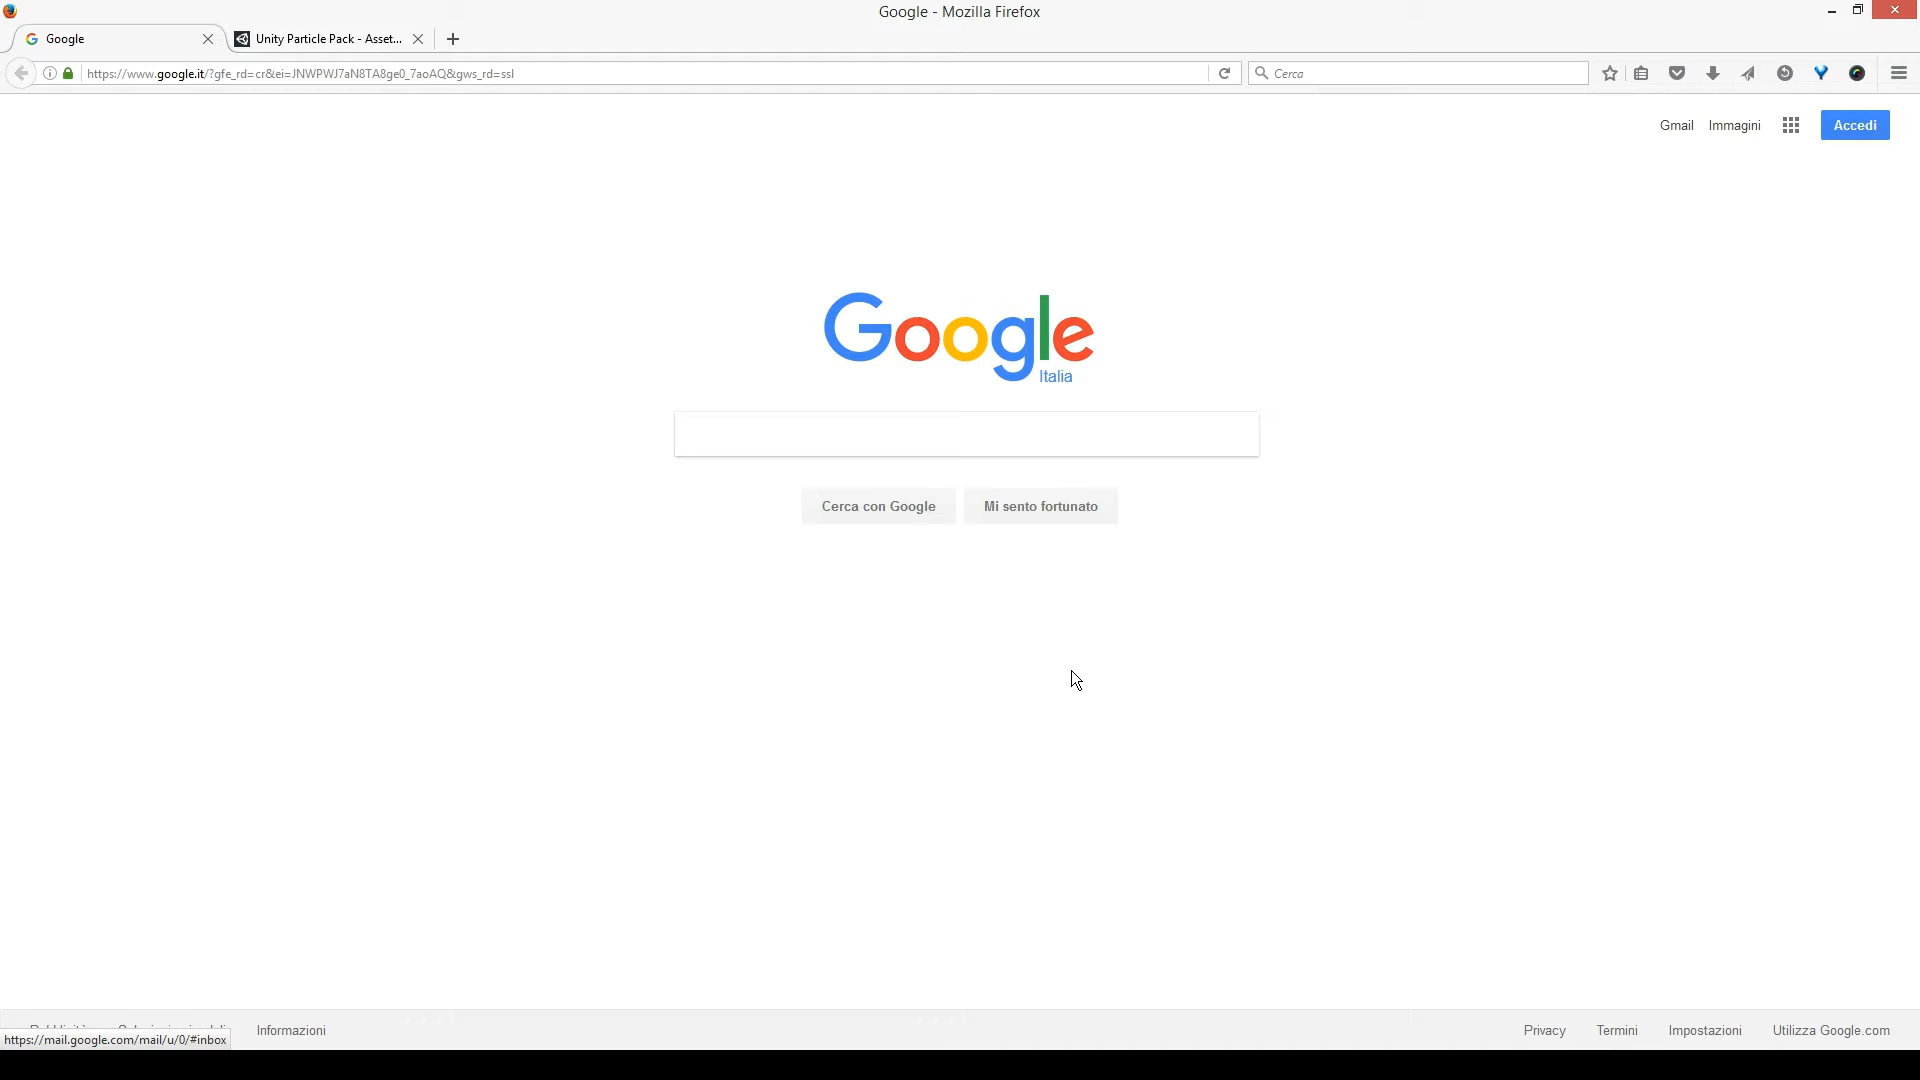 Google - Mozilla Firefox
Google
Unity Particle Pack - Asset...
https://www.google.it/?gfe_rd=cr&ei=JNWPWJ7aN8TA8ge0_7aoAQ&gws_rd=ssl
Cerca
Gmail Immagini Accedi
Google
Italia
Cerca con Google Mi sento fortunato
Informazioni Privacy Termini Impostazioni Utilizza Google.com
https://mail.google.com/mail/u/0/#inbox